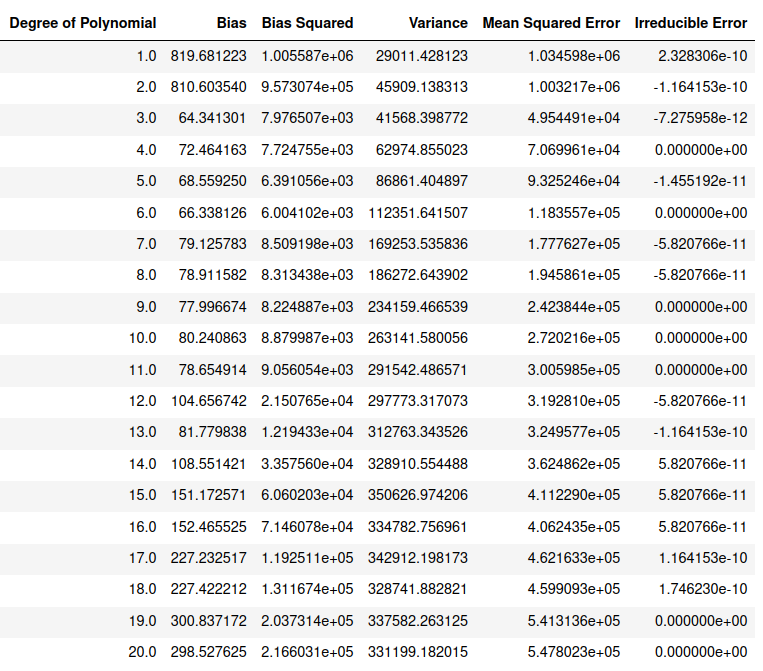 Degree of Polynomial Bias Bias Squared Variance Mean Squared Error Irreducible Error
1.0 819.681223 1.005587e+06 29011.428123 1.034598e+06 2.328306e-10
2.0 810.603540 9.573074e+05 45909.138313 1.003217e+06 -1.164153e-10
3.0 64.341301 7.976507e+03 41568.398772 4.954491e+04 -7.275958e-12
4.0 72.464163 7.724755e+03 62974.855023 7.069961e+04 0.000000e+00
5.0 68.559250 6.391056e+03 86861.404897 9.325246e+04 -1.455192e-11
6.0 66.338126 6.004102e+03 112351.641507 1.183557e+05 0.000000e+00
7.0 79.125783 8.509198e+03 169253.535836 1.777627e+05 -5.820766e-11
8.0 78.911582 8.313438e+03 186272.643902 1.945861e+05 -5.820766e-11
9.0 77.996674 8.224887e+03 234159.466539 2.423844e+05 0.000000e+00
10.0 80.240863 8.879987e+03 263141.580056 2.720216e+05 0.000000e+00
11.0 78.654914 9.056054e+03 291542.486571 3.005985e+05 0.000000e+00
12.0 104.656742 2.150765e+04 297773.317073 3.192810e+05 -5.820766e-11
13.0 81.779838 1.219433e+04 312763.343526 3.249577e+05 -1.164153e-10
14.0 108.551421 3.357560e+04 328910.554488 3.624862e+05 5.820766e-11
15.0 151.172571 6.060203e+04 350626.974206 4.112290e+05 5.820766e-11
16.0 152.465525 7.146078e+04 334782.756961 4.062435e+05 5.820766e-11
17.0 227.232517 1.192511e+05 342912.198173 4.621633e+05 1.164153e-10
18.0 227.422212 1.311674e+05 328741.882821 4.599093e+05 1.746230e-10
19.0 300.837172 2.037314e+05 337582.263125 5.413136e+05 0.000000e+00
20.0 298.527625 2.166031e+05 331199.182015 5.478023e+05 0.000000e+00